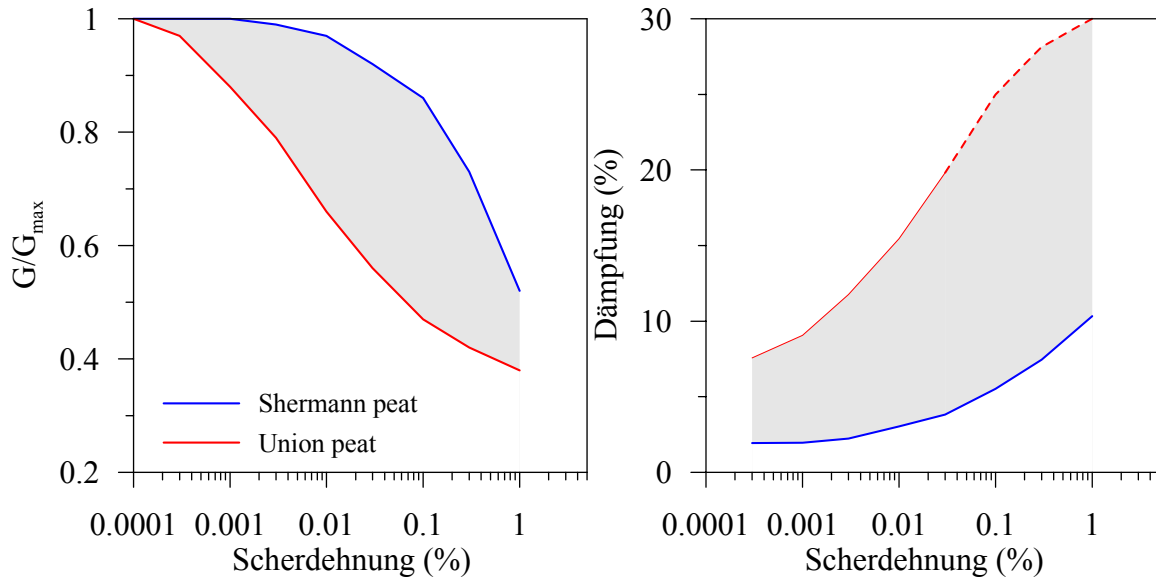 1
0.8
0.6
0.4
0.2
G/Gmax
Shermann peat
Union peat
0.0001 0.001 0.01 0.1 1
Scherdehnung (%)
30
20
10
0
Dämpfung (%)
0.0001 0.001 0.01 0.1 1
Scherdehnung (%)